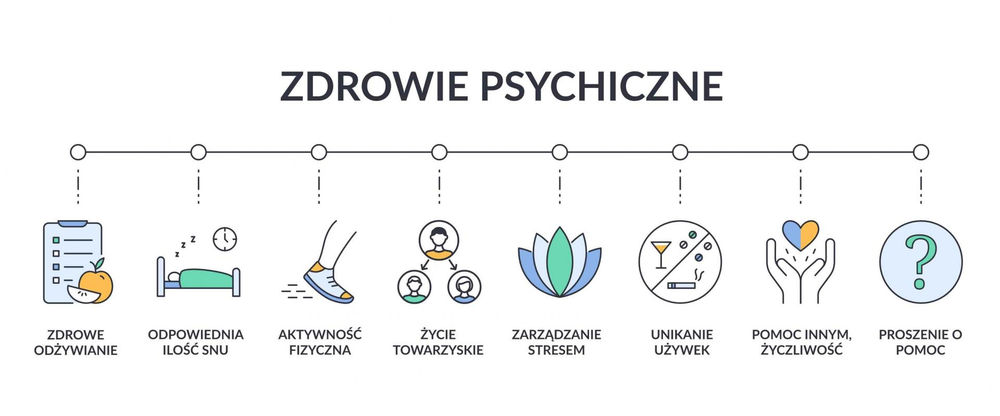 ZDROWIE PSYCHICZNE
z z z
ZDROWE
ODŻYWIANIE
ODPOWIEDNIA
ILOŚĆ SNU
AKTYWNOŚĆ
FIZYCZNA
ŻYCIE
TOWARZYSKIE
ZARZĄDZANIE
STRESEM
UNIKANIE
UŻYWEK
POMOC INNYM,
ŻYCZLIWOŚĆ
PROSZENIE O
POMOC
?